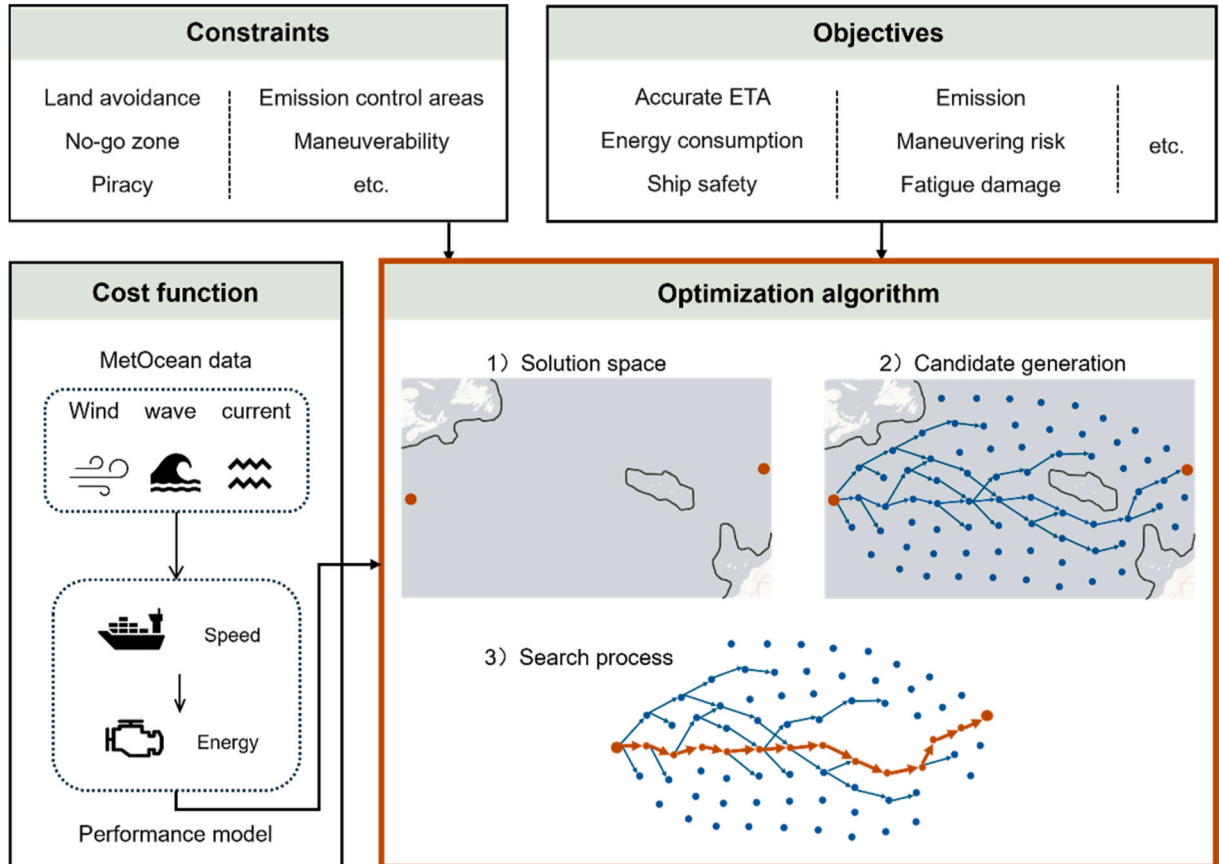 Constraints
Land avoidance
No-go zone
Piracy
Emission control areas
Maneuverability
etc.
Objectives
Accurate ETA
Energy consumption
Ship safety
Emission
Maneuvering risk
Fatigue damage
etc.
Cost function
MetOcean data
Wind wave current
Speed
Energy
Performance model
Optimization algorithm
1）Solution space
2）Candidate generation
3）Search process